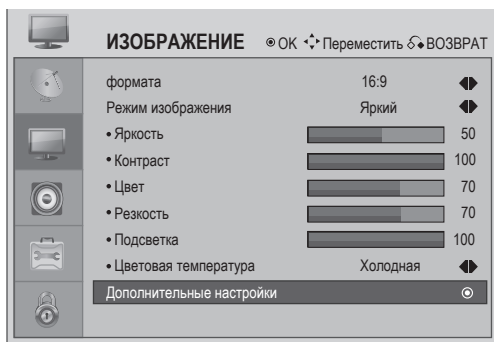 ИЗОБРАЖЕНИЕ OK Переместить ВОЗВРАТ
формата 16:9
Режим изображения Яркий
• Яркость 50
• Контраст 100
• Цвет 70
• Резкость 70
• Подсветка 100
• Цветовая температура Холодная
Дополнительные настройки